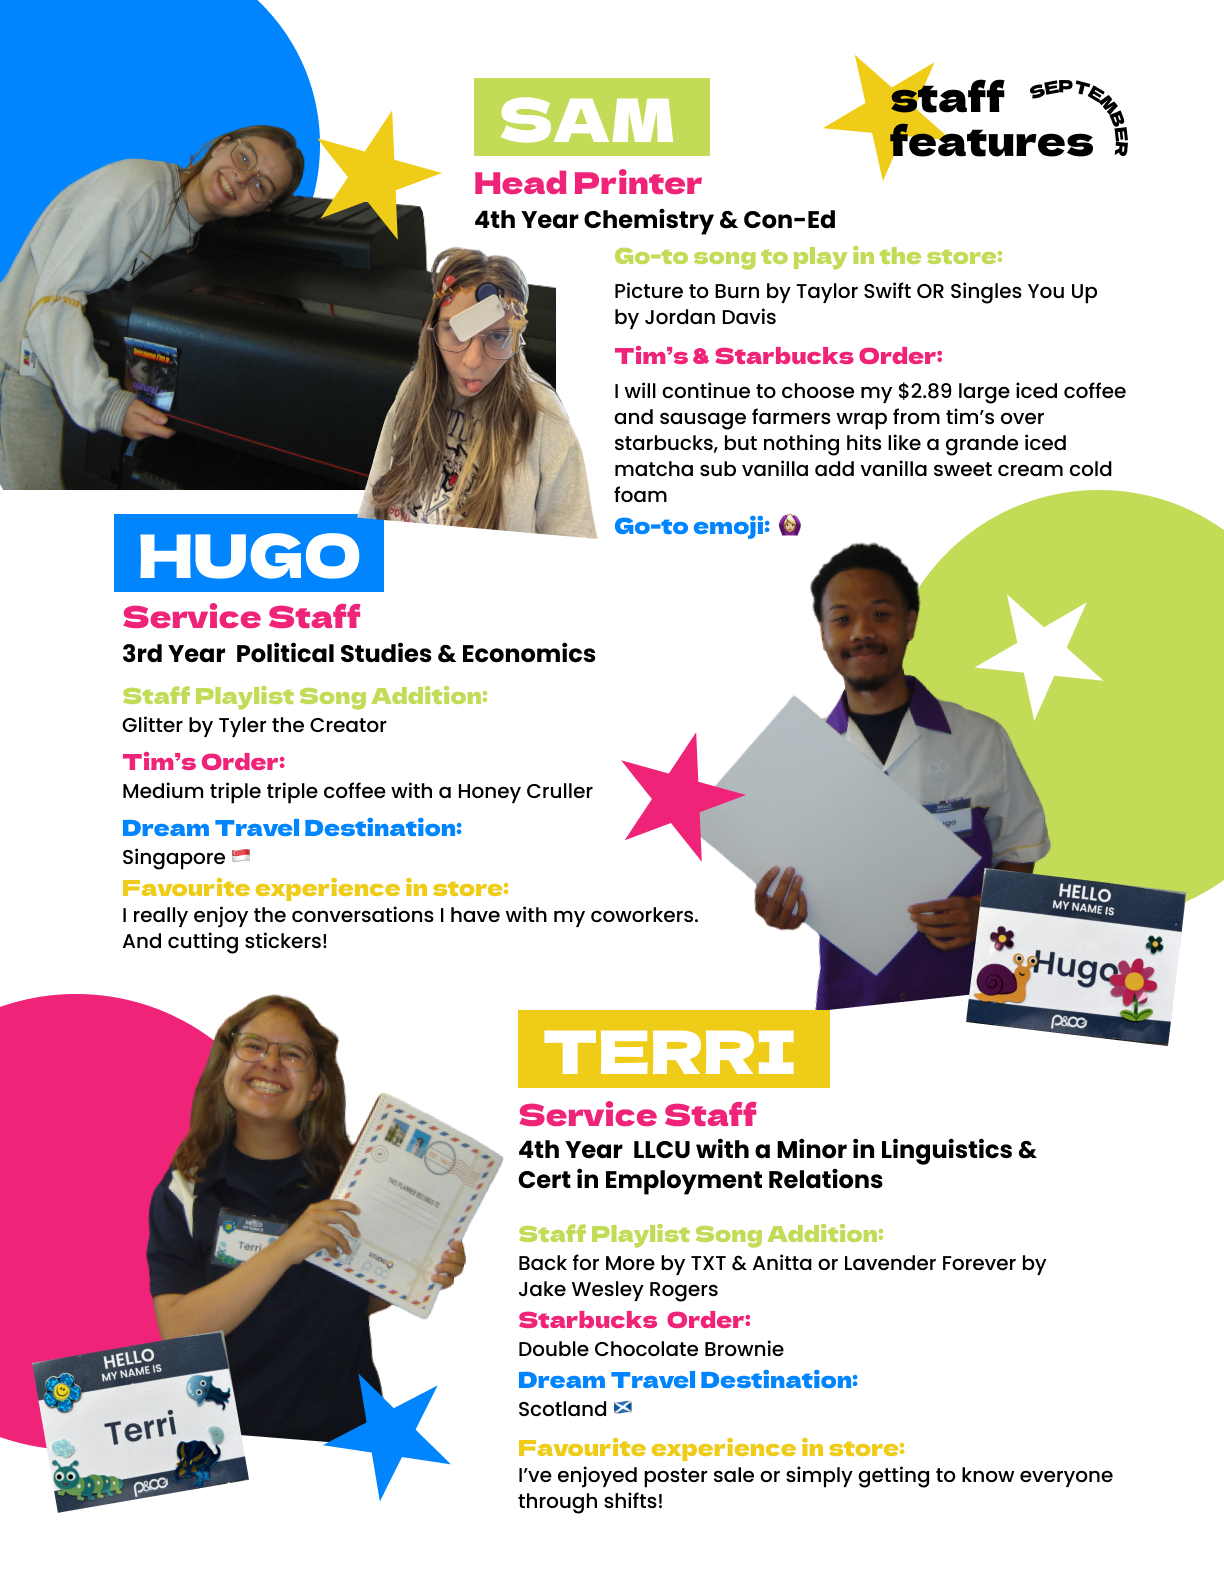 staff
features
SEPTEMBER
SAM
Head Printer
4th Year Chemistry & Con-Ed
Go-to song to play in the store:
Picture to Burn by Taylor Swift OR Singles You Up
by Jordan Davis
Tim's & Starbucks Order:
I will continue to choose my $2.89 large iced coffee
and sausage farmers wrap from tim's over
starbucks, but nothing hits like a grande iced
matcha sub vanilla add vanilla sweet cream cold
foam
Go-to emoji: 🙆🏼‍♀️
HUGO
Service Staff
3rd Year  Political Studies & Economics
Staff Playlist Song Addition:
Glitter by Tyler the Creator
Tim's Order:
Medium triple triple coffee with a Honey Cruller
Dream Travel Destination:
Singapore 🇸🇬
Favourite experience in store:
I really enjoy the conversations I have with my coworkers.
And cutting stickers!
HELLO
MY NAME IS
Hugo
P&CC
TERRI
Service Staff
4th Year  LLCU with a Minor in Linguistics &
Cert in Employment Relations
Staff Playlist Song Addition:
Back for More by TXT & Anitta or Lavender Forever by
Jake Wesley Rogers
Starbucks  Order:
Double Chocolate Brownie
Dream Travel Destination:
Scotland 🏴󠁧󠁢󠁳󠁣󠁴󠁿
Favourite experience in store:
I've enjoyed poster sale or simply getting to know everyone
through shifts!
THIS PLANNER BELONGS TO
STUDIO
HELLO
Terri
HELLO
MY NAME IS
Terri
P&CC